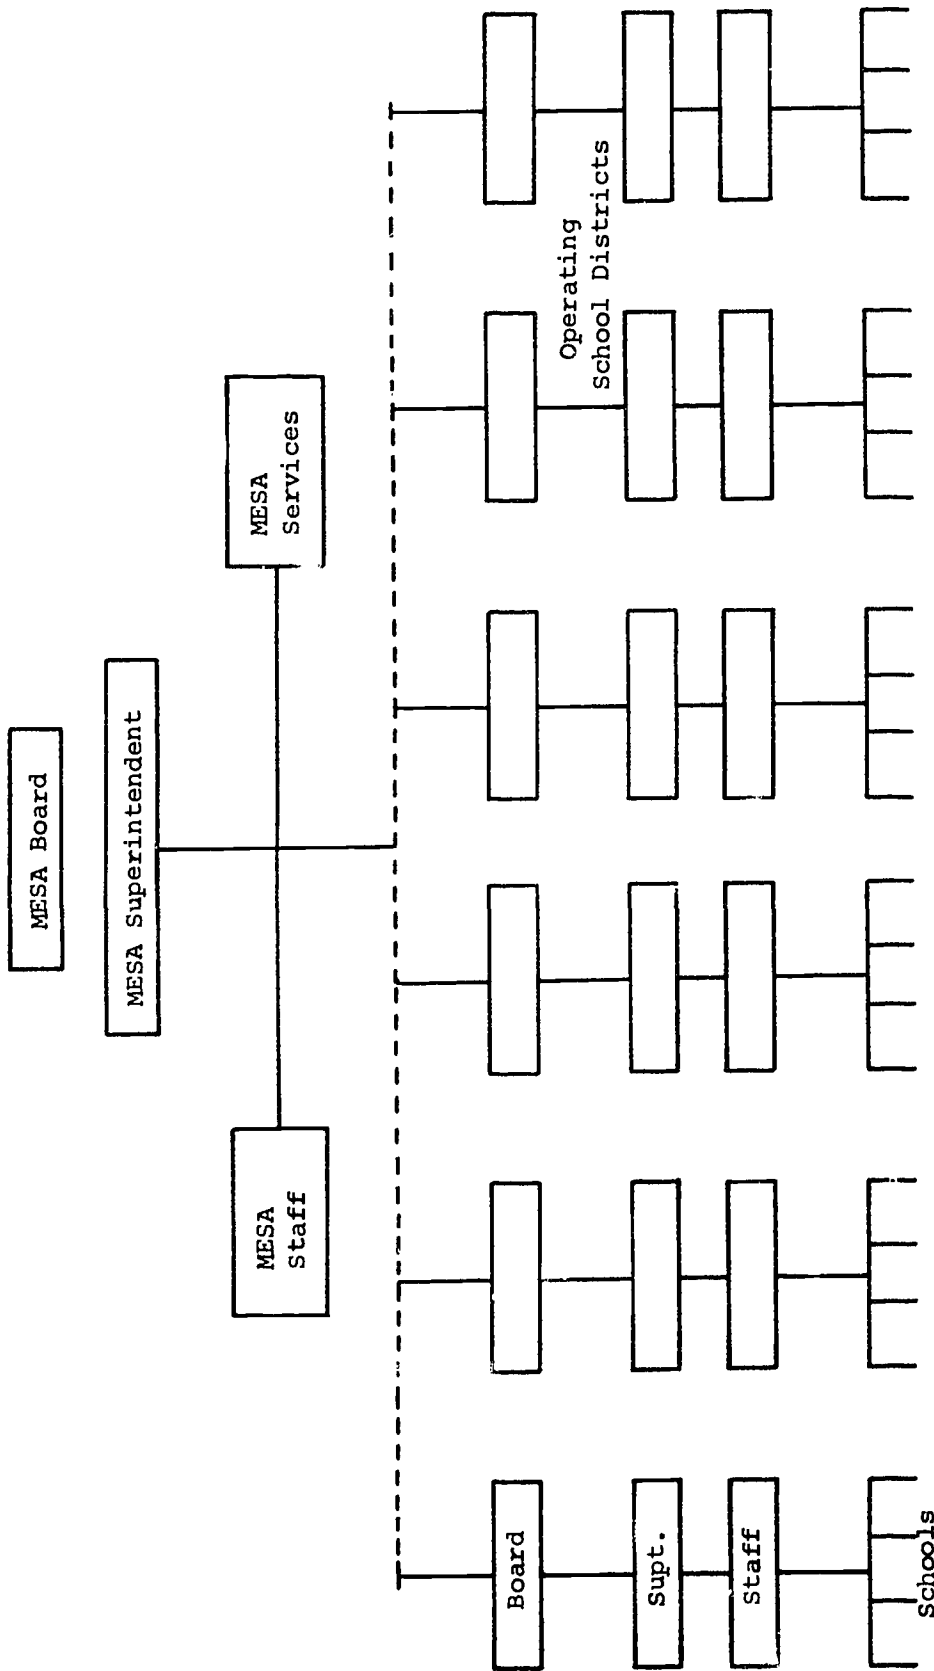 MESA Board
MESA Superintendent
MESA
Staff
MESA
Services
Board
Operating
School Districts
Supt.
Staff
Schools